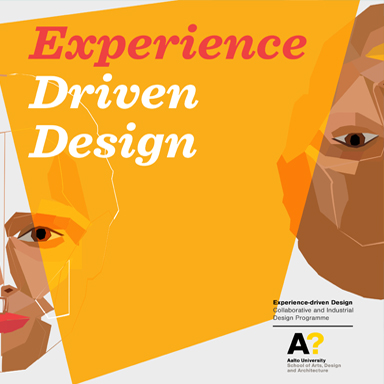 Experience
Driven
Design
Experience-driven Design
Collaborative and Industrial
Design Programme
A?
Aalto University
School of Arts, Design
and Architecture